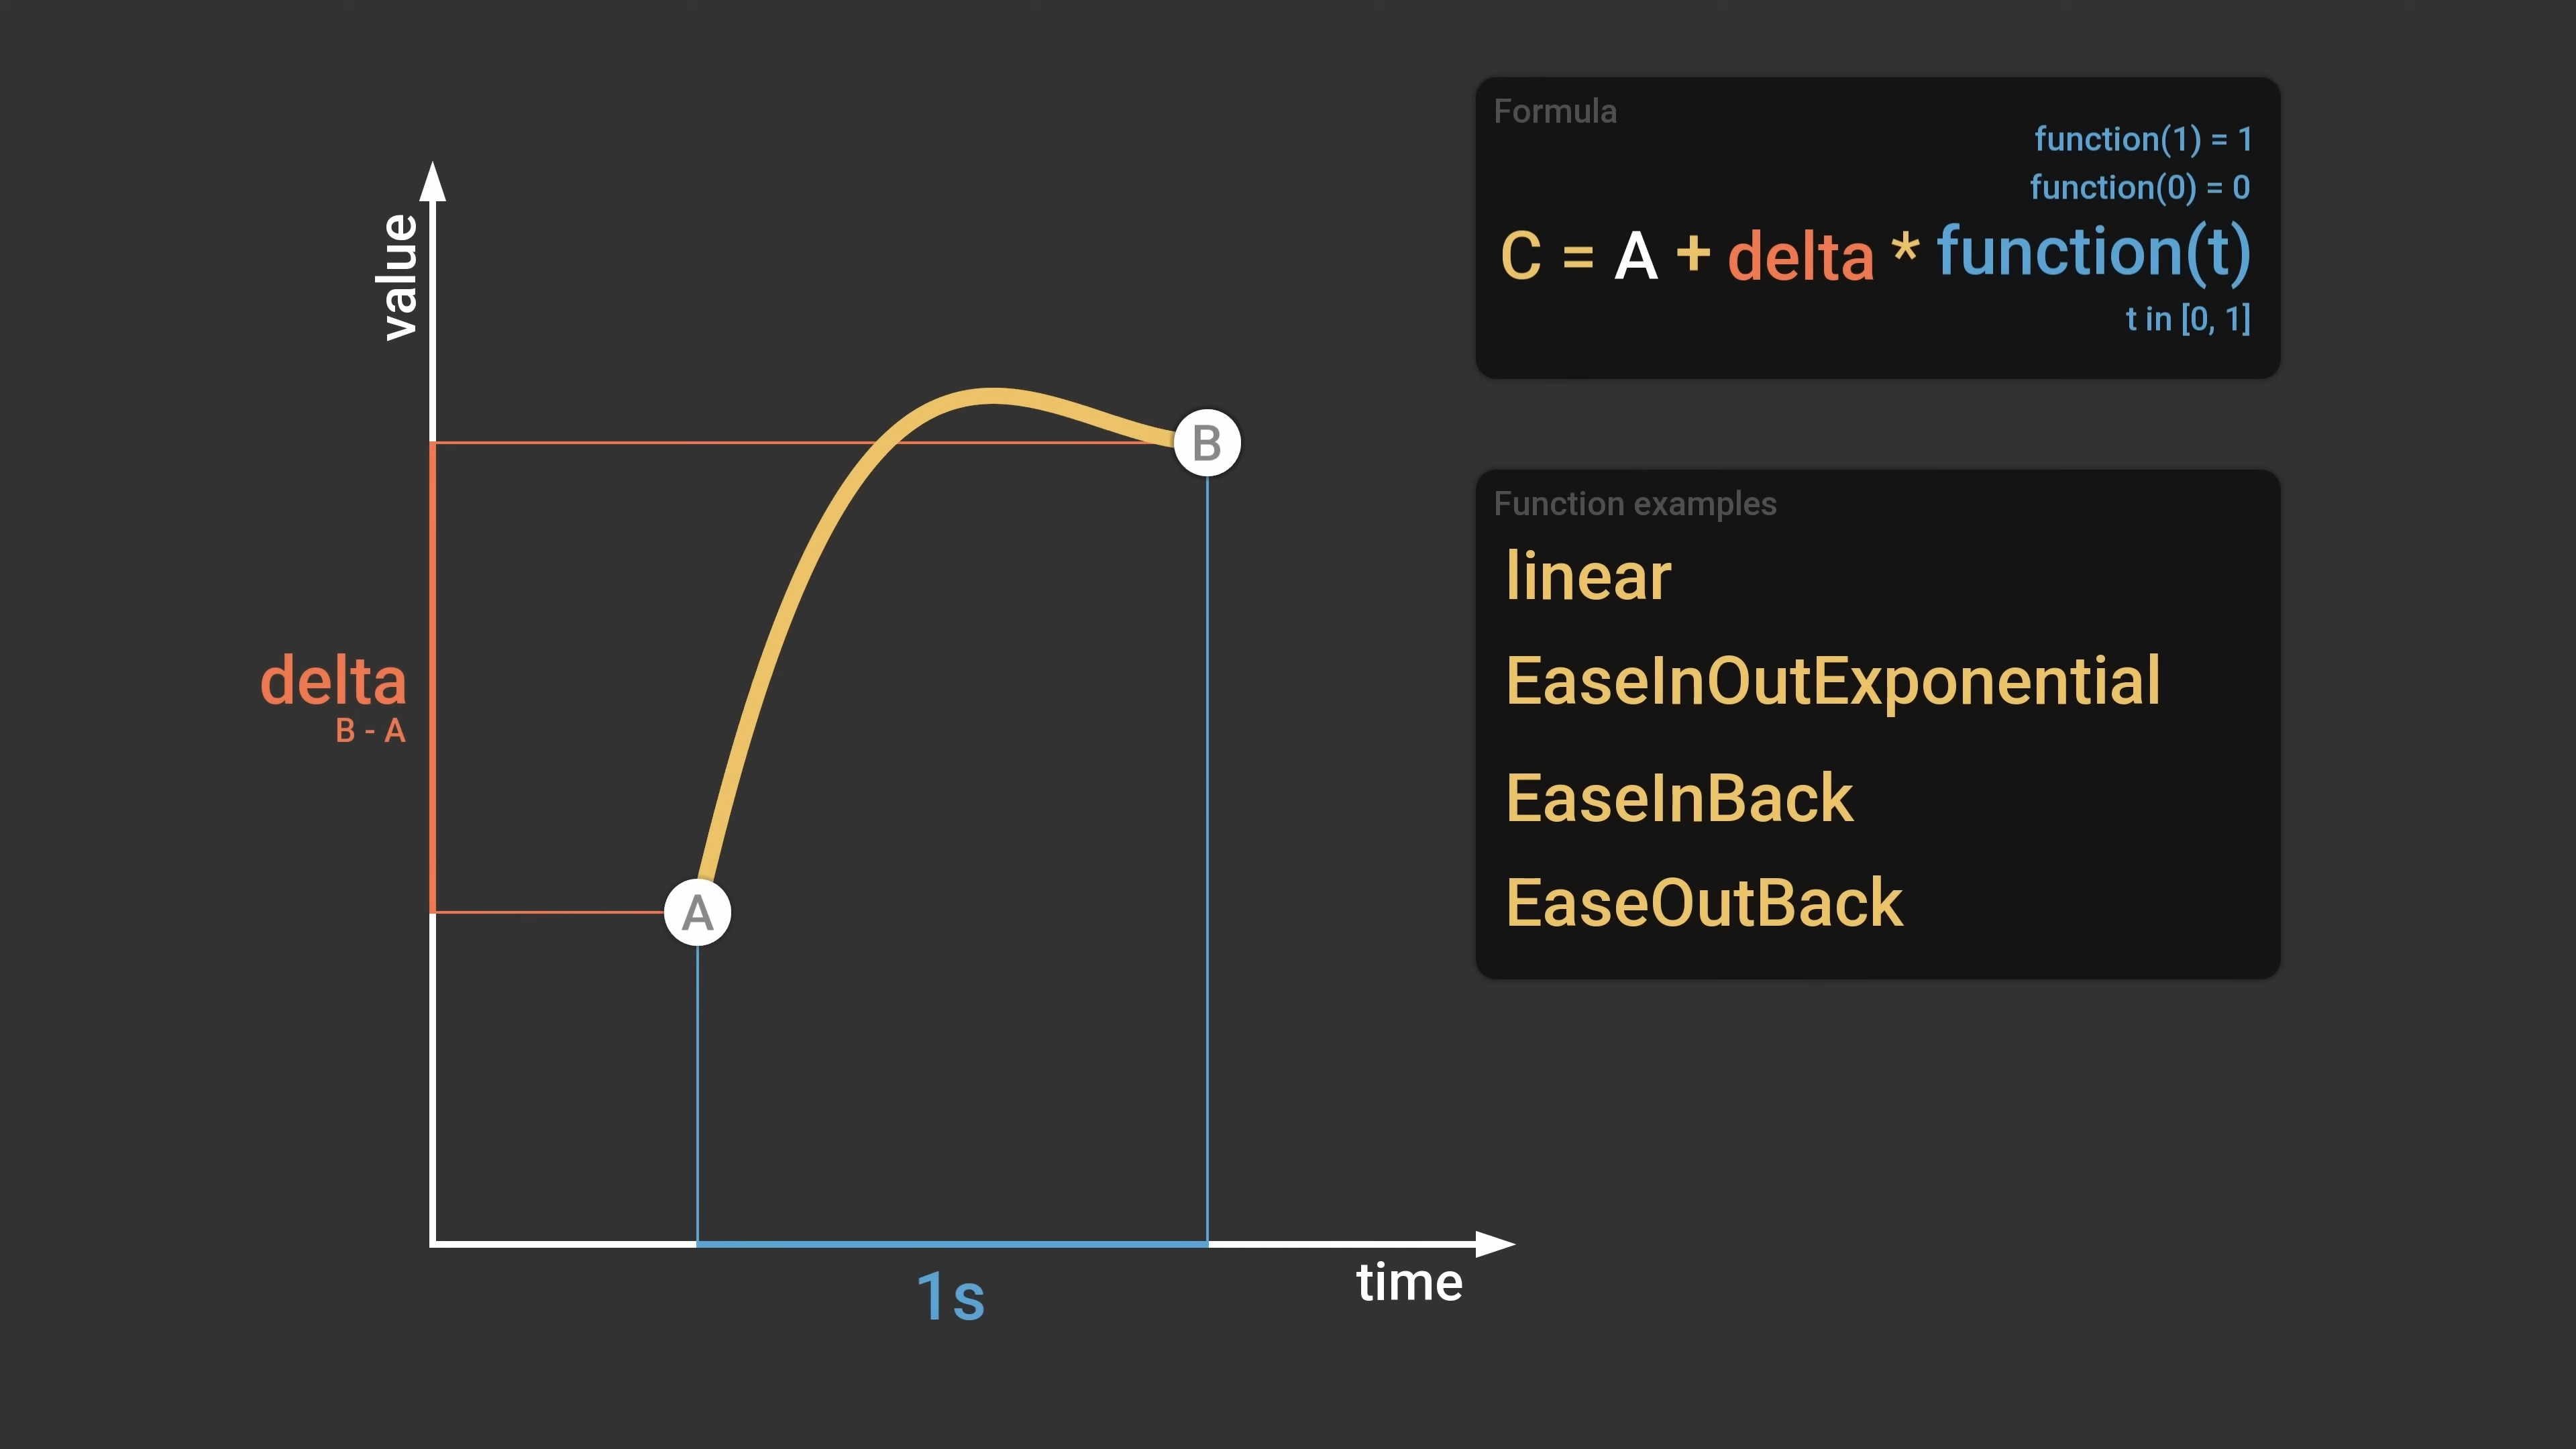 value
delta
B - A
A
B
1s
time
Formula
function(1) = 1
function(0) = 0
C = A + delta * function(t)
t in [0, 1]
Function examples
linear
EaseInOutExponential
EaseInBack
EaseOutBack